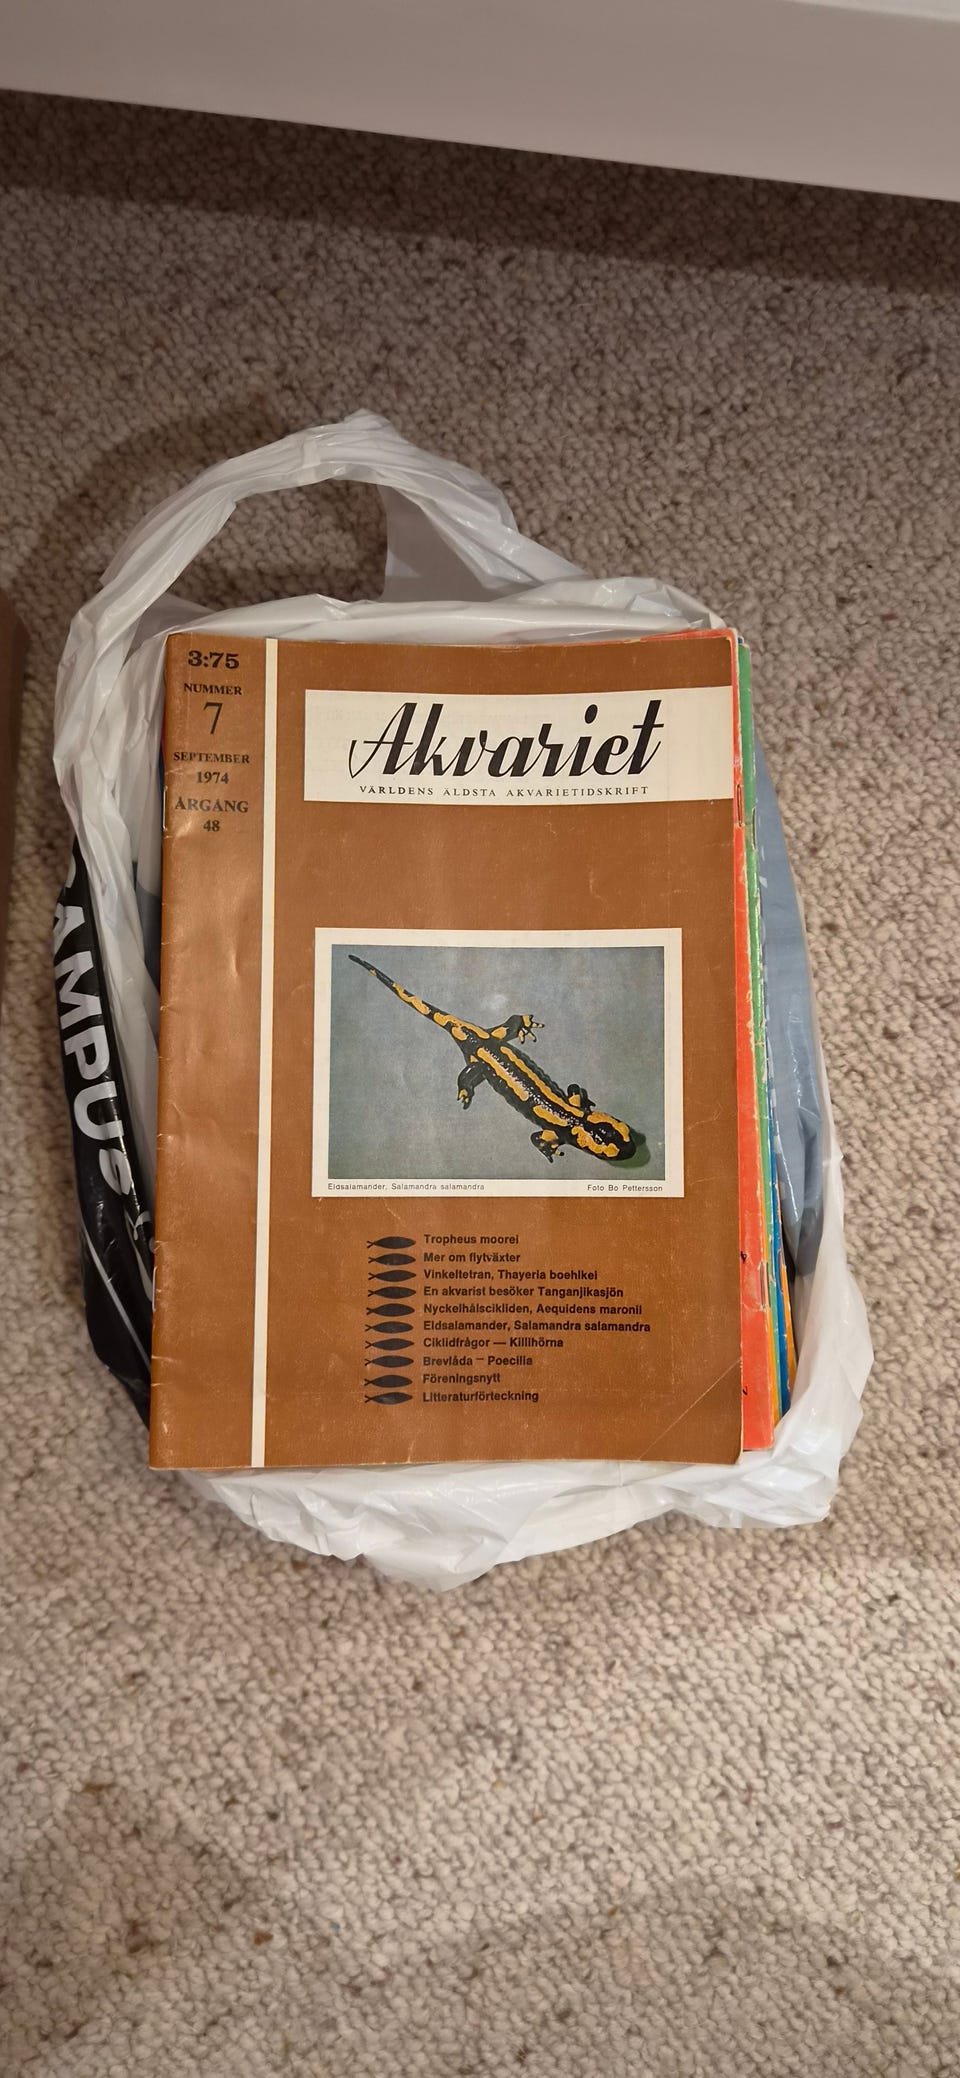 3:75
NUMMER
7
SEPTEMBER
1974
ÅRGÅNG
48
Akvariet
VÄRLDENS ÄLDSTA AKVARIETIDSKRIFT
Eldsalamander, Salamandra salamandra
Foto Bo Pettersson
Tropheus moorei
Mer om flytväxter
Vinkeltetran, Thayeria boehlkei
En akvarist besöker Tanganjikasjön
Nyckelhålscikliden, Aequidens maronii
Eldsalamander, Salamandra salamandra
Ciklidfrågor — Killihörna
Brevlåda — Poecilia
Föreningsnytt
Litteraturförteckning
CAMPUS